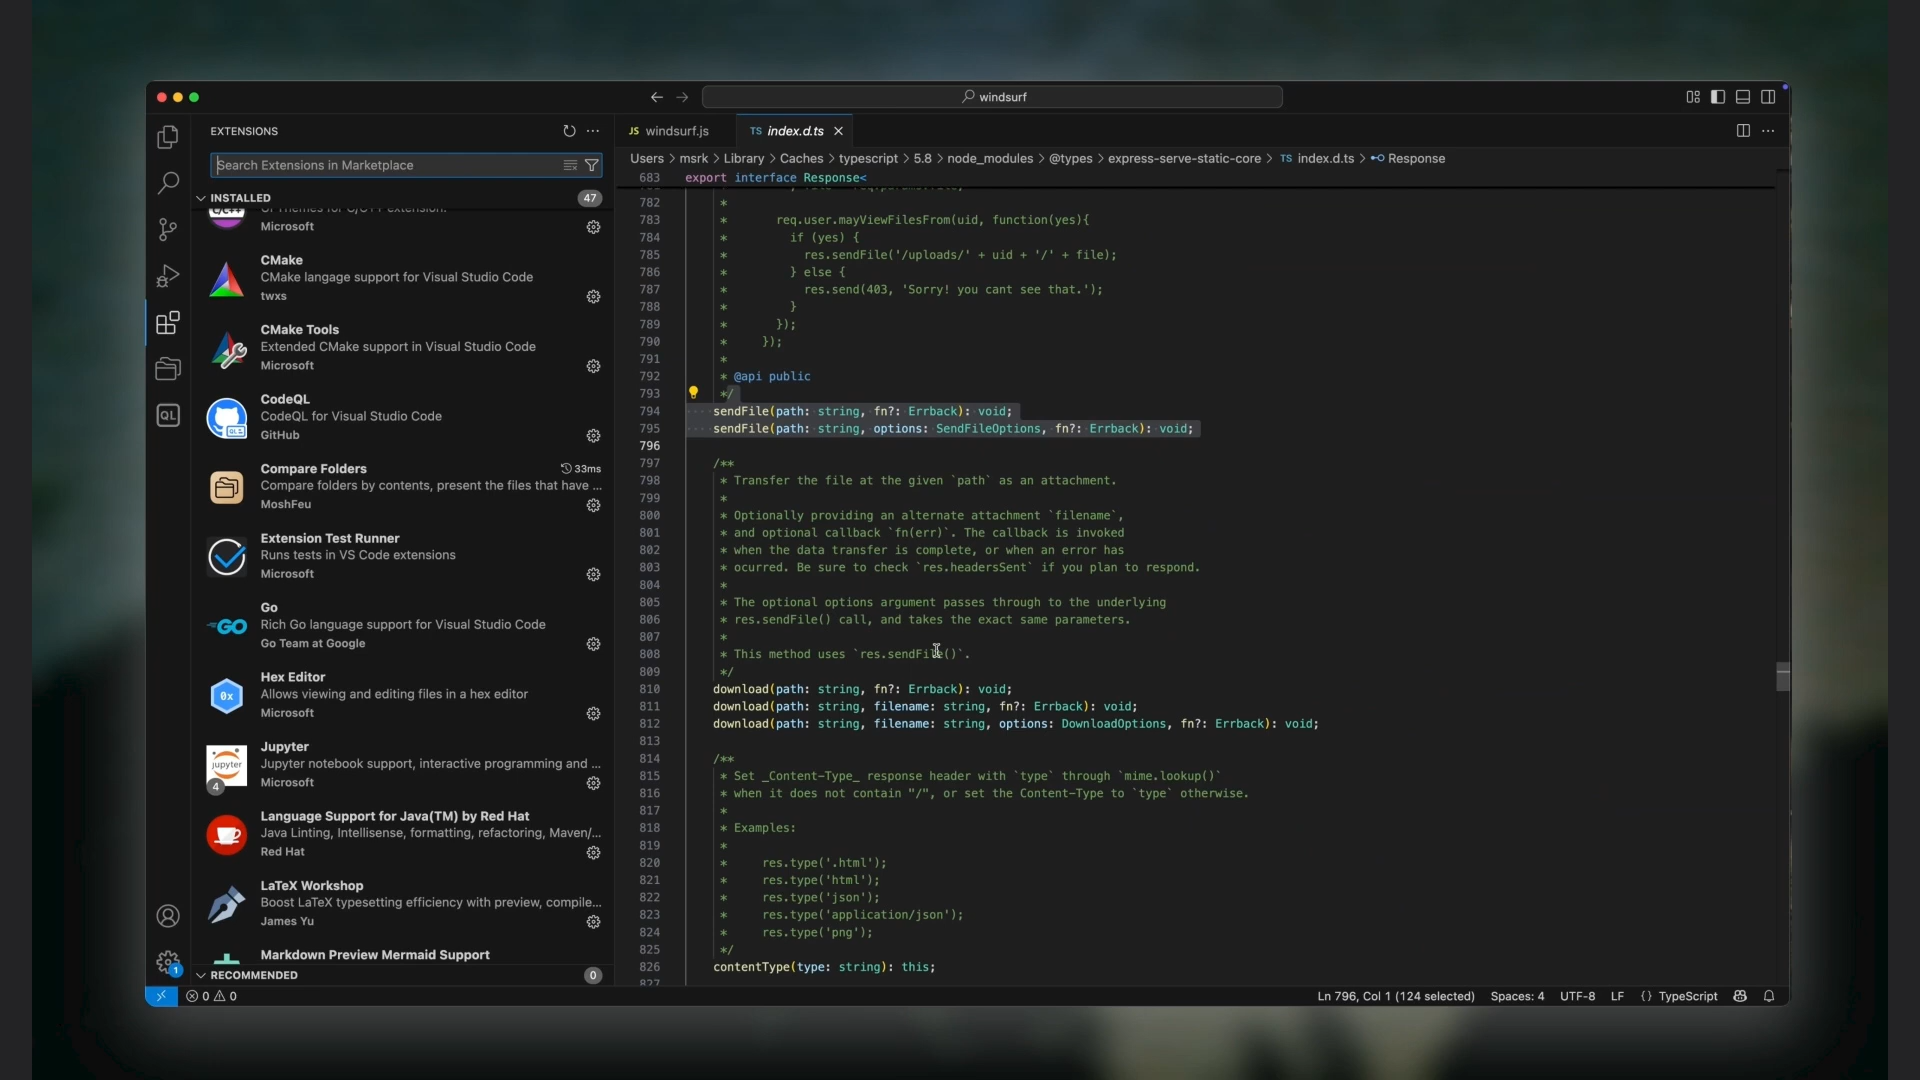 windsurf
EXTENSIONS
Search Extensions in Marketplace
INSTALLED
47
UI Themes for C/C++ extension.
Microsoft
CMake
CMake langage support for Visual Studio Code
twxs
CMake Tools
Extended CMake support in Visual Studio Code
Microsoft
CodeQL
CodeQL for Visual Studio Code
GitHub
Compare Folders
33ms
Compare folders by contents, present the files that have ...
MoshFeu
Extension Test Runner
Runs tests in VS Code extensions
Microsoft
GO
Go
Rich Go language support for Visual Studio Code
Go Team at Google
0x
Hex Editor
Allows viewing and editing files in a hex editor
Microsoft
jupyter
4
Jupyter
Jupyter notebook support, interactive programming and ...
Microsoft
Language Support for Java(TM) by Red Hat
Java Linting, Intellisense, formatting, refactoring, Maven/...
Red Hat
LaTeX Workshop
Boost LaTeX typesetting efficiency with preview, compile...
James Yu
Markdown Preview Mermaid Support
RECOMMENDED
0
QL
1
JS windsurf.js
TS index.d.ts
Users > msrk > Library > Caches > typescript > 5.8 > node_modules > @types > express-serve-static-core > TS index.d.ts > Response
683 export interface Response<
782 *
783 * req.user.mayViewFilesFrom(uid, function(yes){
784 * if (yes) {
785 * res.sendFile('/uploads/' + uid + '/' + file);
786 * } else {
787 * res.send(403, 'Sorry! you cant see that.');
788 * }
789 * });
790 * });
791 *
792 * @api public
793 */
794 sendFile(path: string, fn?: Errback): void;
795 sendFile(path: string, options: SendFileOptions, fn?: Errback): void;
796
797 /**
798 * Transfer the file at the given `path` as an attachment.
799 *
800 * Optionally providing an alternate attachment `filename`,
801 * and optional callback `fn(err)`. The callback is invoked
802 * when the data transfer is complete, or when an error has
803 * ocurred. Be sure to check `res.headersSent` if you plan to respond.
804 *
805 * The optional options argument passes through to the underlying
806 * res.sendFile() call, and takes the exact same parameters.
807 *
808 * This method uses `res.sendFile()`.
809 */
810 download(path: string, fn?: Errback): void;
811 download(path: string, filename: string, fn?: Errback): void;
812 download(path: string, filename: string, options: DownloadOptions, fn?: Errback): void;
813
814 /**
815 * Set _Content-Type_ response header with `type` through `mime.lookup()`
816 * when it does not contain "/", or set the Content-Type to `type` otherwise.
817 *
818 * Examples:
819 *
820 * res.type('.html');
821 * res.type('html');
822 * res.type('json');
823 * res.type('application/json');
824 * res.type('png');
825 */
826 contentType(type: string): this;
827
0 0
Ln 796, Col 1 (124 selected)
Spaces: 4
UTF-8
LF
{} TypeScript